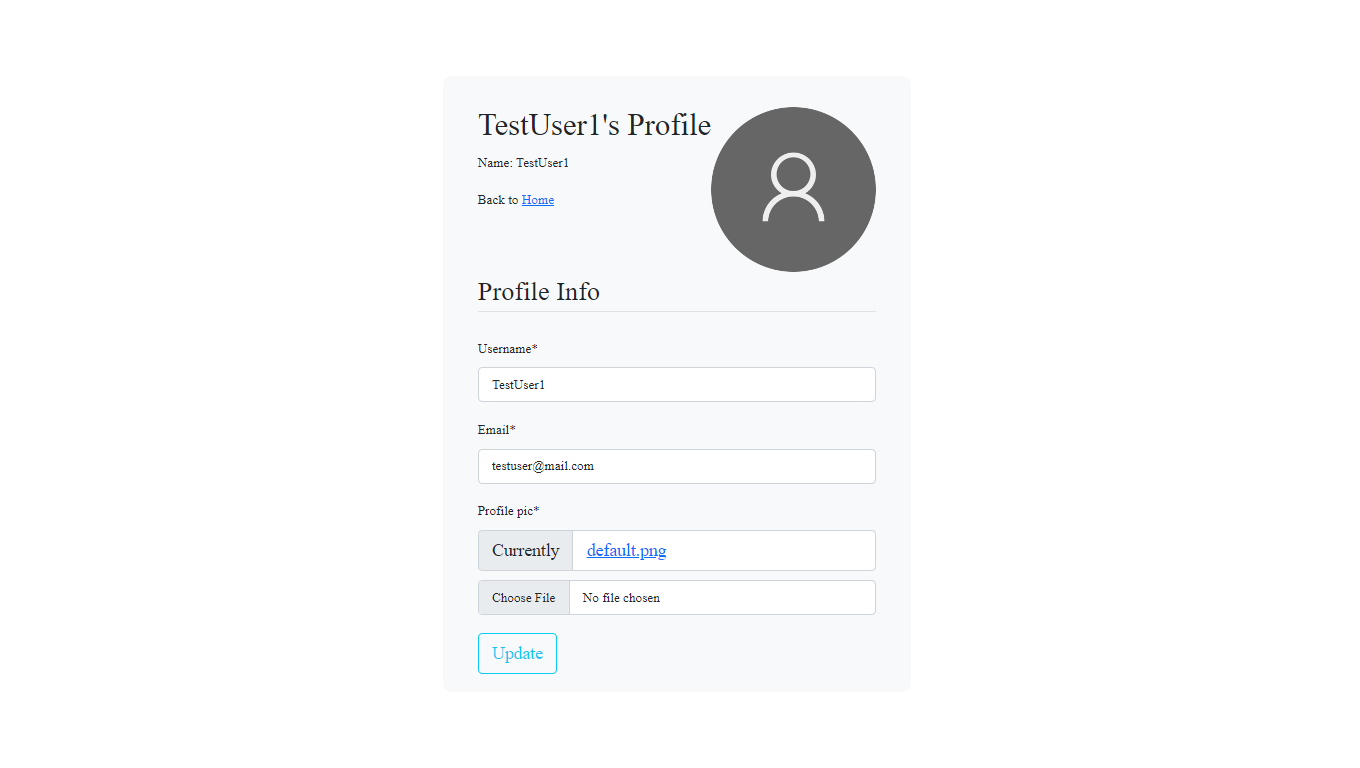 TestUser1's Profile
Name: TestUser1
Back to Home
Profile Info
Username*
TestUser1
Email*
testuser@mail.com
Profile pic*
Currently default.png
Choose File No file chosen
Update